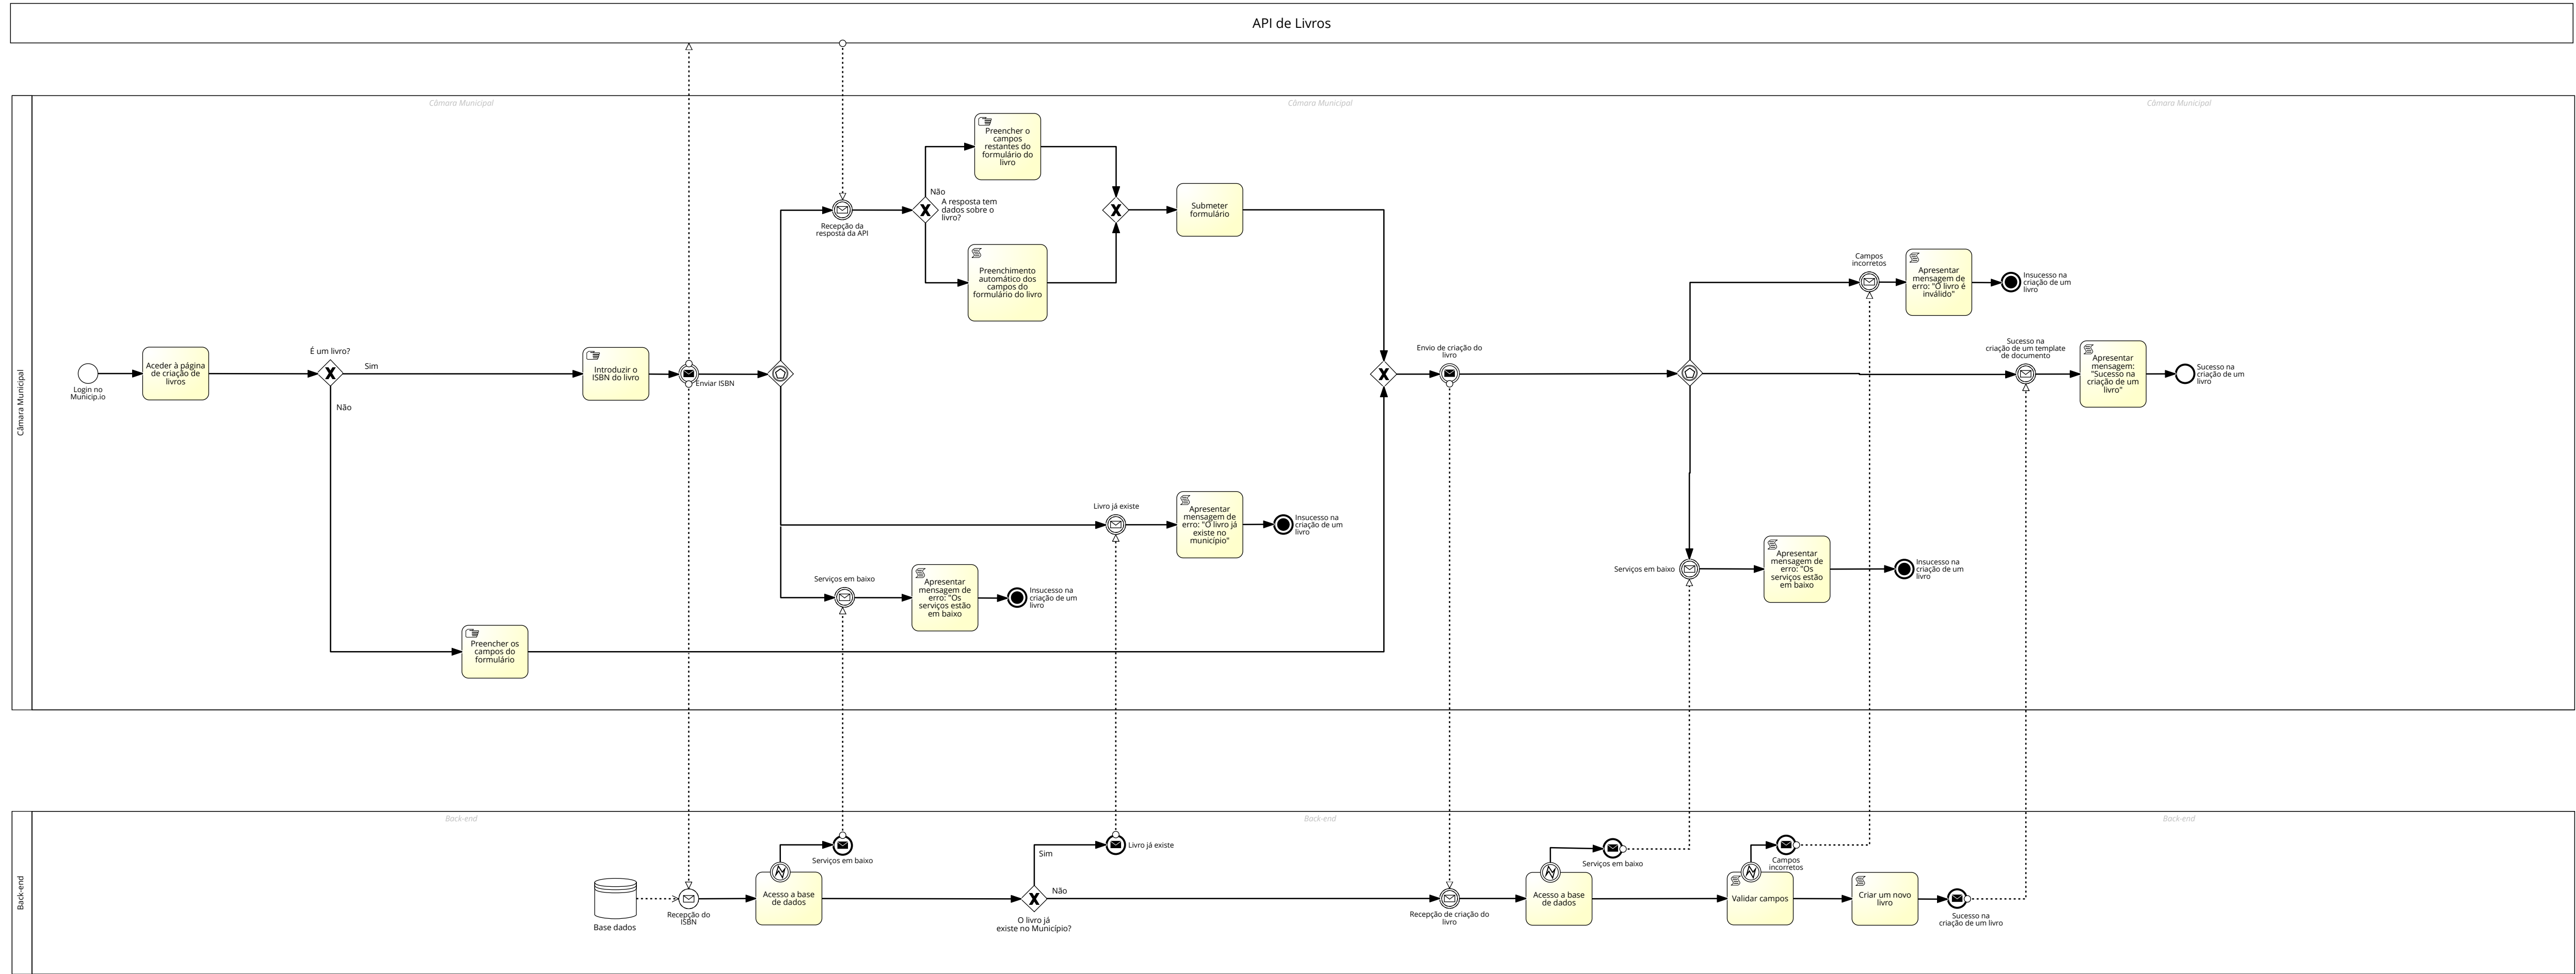 API de Livros
Câmara Municipal
Câmara Municipal
Câmara Municipal
Câmara Municipal
Login no
Municip.io
Aceder à página
de criação de
livros
É um livro?
Sim
Não
Introduzir o
ISBN do livro
Enviar ISBN
Recepção da
resposta da API
Não
A resposta tem
dados sobre o
livro?
Preencher o
campos
restantes do
formulário do
livro
Preenchimento
automático dos
campos do
formulário do livro
Submeter
formulário
Livro já existe
Apresentar
mensagem de
erro: "O livro já
existe no
município"
Insucesso na
criação de um
livro
Serviços em baixo
Apresentar
mensagem de
erro: "Os
serviços estão
em baixo
Insucesso na
criação de um
livro
Preencher os
campos do
formulário
Envio de criação do
livro
Campos
incorretos
Apresentar
mensagem de
erro: "O livro é
inválido"
Insucesso na
criação de um
livro
Sucesso na
criação de um template
de documento
Apresentar
mensagem:
"Sucesso na
criação de um
livro"
Sucesso na
criação de um
livro
Serviços em baixo
Apresentar
mensagem de
erro: "Os
serviços estão
em baixo
Insucesso na
criação de um
livro
Back-end
Back-end
Back-end
Back-end
Base dados
Recepção do
ISBN
Acesso a base
de dados
Serviços em baixo
O livro já
existe no Município?
Sim
Não
Livro já existe
Recepção de criação do
livro
Acesso a base
de dados
Serviços em baixo
Validar campos
Campos
incorretos
Criar um novo
livro
Sucesso na
criação de um livro